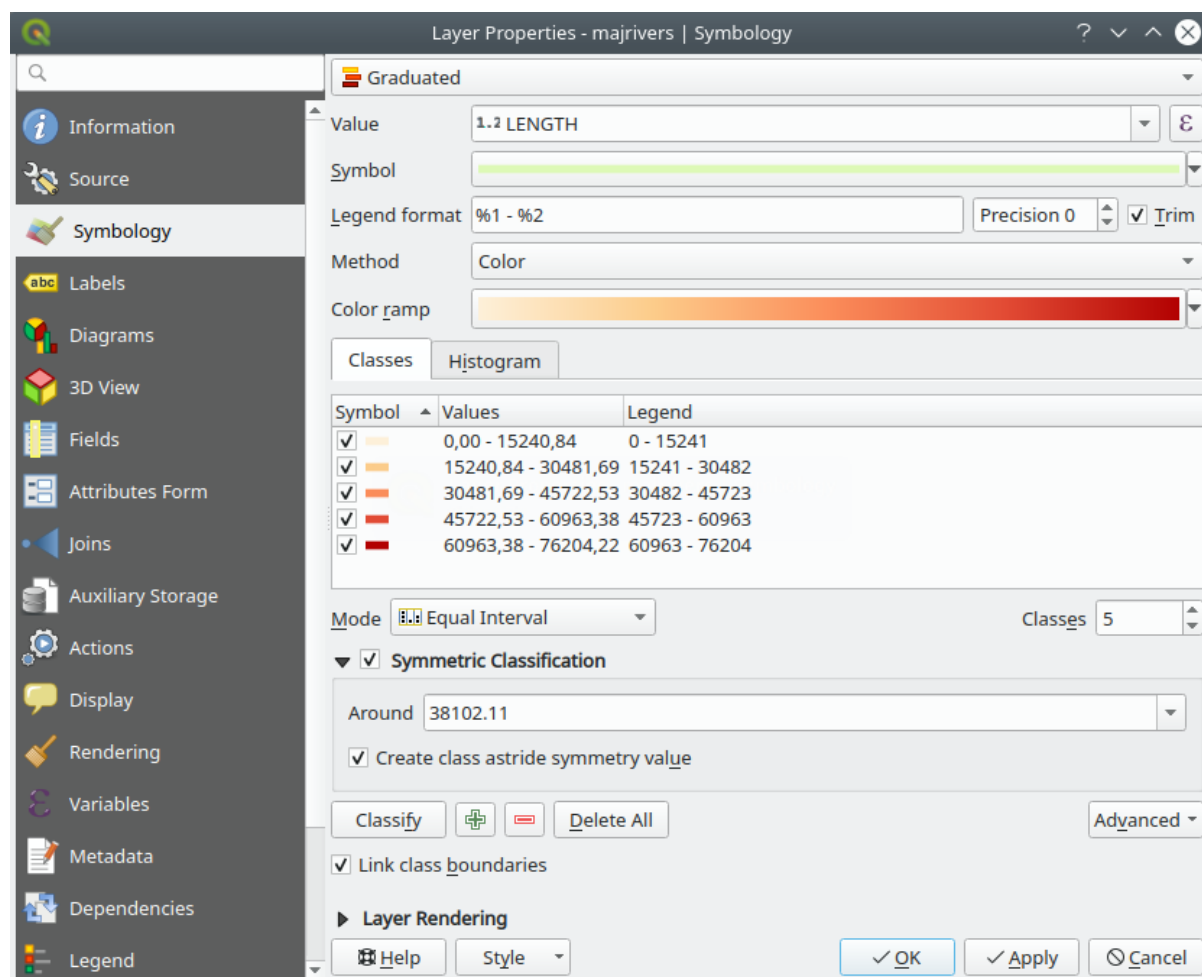 Layer Properties - majrivers | Symbology
Graduated
Information
Source
Symbology
abc Labels
Diagrams
3D View
Fields
Attributes Form
Joins
Auxiliary Storage
Actions
Display
Rendering
Variables
Metadata
Dependencies
Legend
Value 1.2 LENGTH ε
Symbol
Legend format %1 - %2 Precision 0 Trim
Method Color
Color ramp
Classes Histogram
Symbol Values Legend
0,00 - 15240,84 0 - 15241
15240,84 - 30481,69 15241 - 30482
30481,69 - 45722,53 30482 - 45723
45722,53 - 60963,38 45723 - 60963
60963,38 - 76204,22 60963 - 76204
Mode Equal Interval Classes 5
Symmetric Classification
Around 38102.11
Create class astride symmetry value
Classify Delete All Advanced
Link class boundaries
Layer Rendering
Help Style OK Apply Cancel